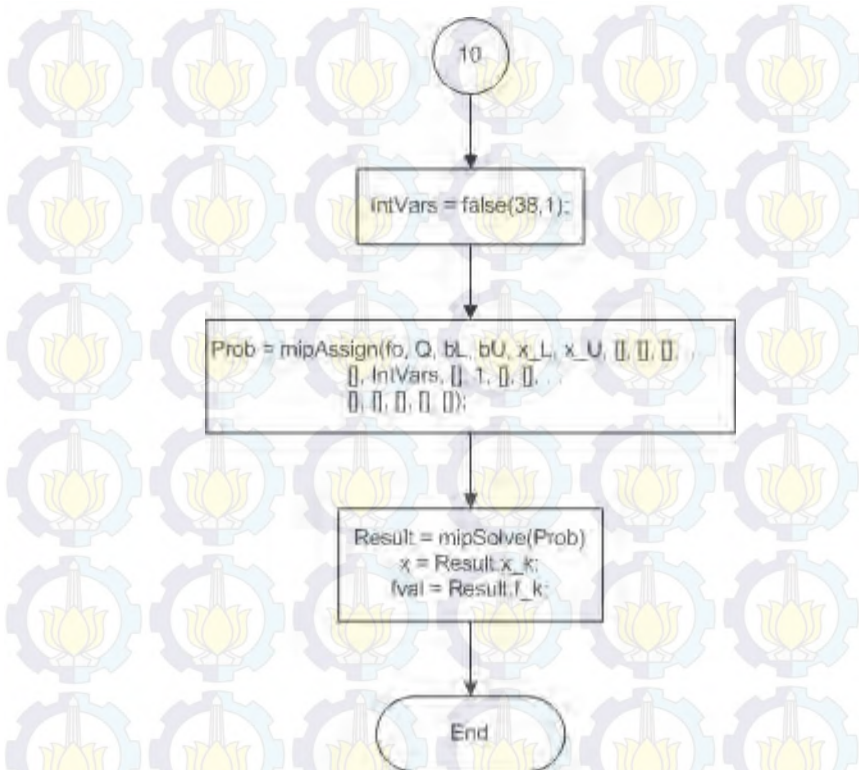 10
IntVars = false(38,1);
Prob = mipAssign(fo, Q, bL, bU, x_L, x_U, [], [], [], ...
[], IntVars, [], 1, [], [], ...
[], [], [], [], []);
Result = mipSolve(Prob)
x = Result.x_k;
fval = Result.f_k;
End